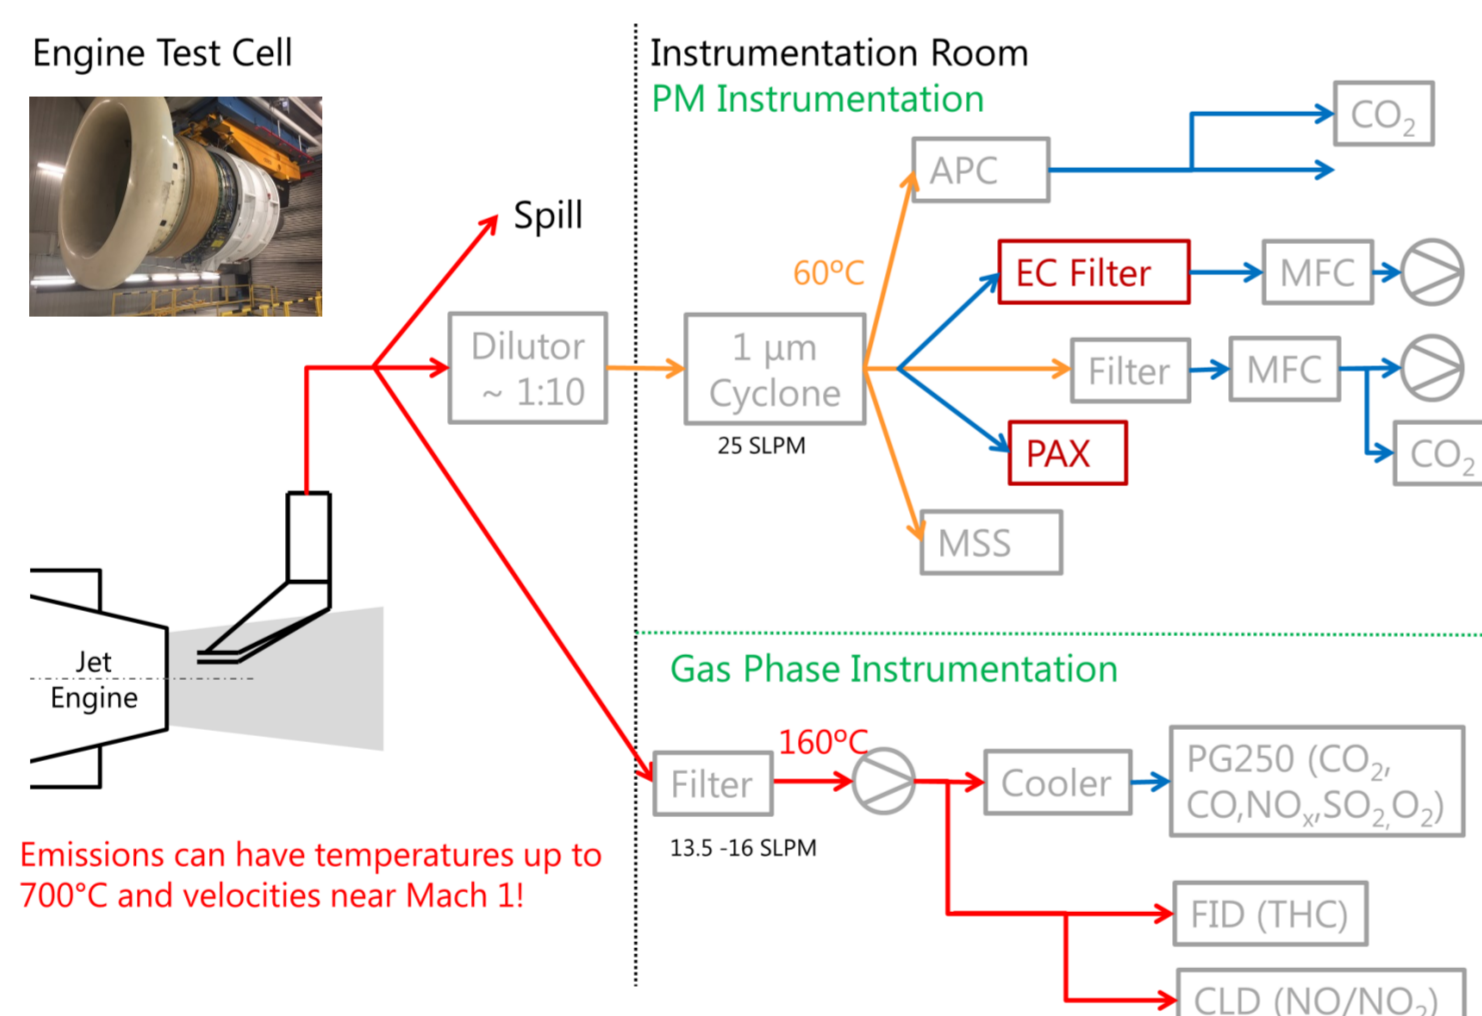 Engine Test Cell
Instrumentation Room
PM Instrumentation
CO2
APC
Spill
60ºC
EC Filter
MFC
Dilutor
~ 1:10
1 µm
Cyclone
25 SLPM
Filter
MFC
PAX
CO2
MSS
Jet
Engine
Gas Phase Instrumentation
160ºC
Filter
13.5 -16 SLPM
Cooler
PG250 (CO2,
CO,NOx,SO2,O2)
Emissions can have temperatures up to
700°C and velocities near Mach 1!
FID (THC)
CLD (NO/NO2)